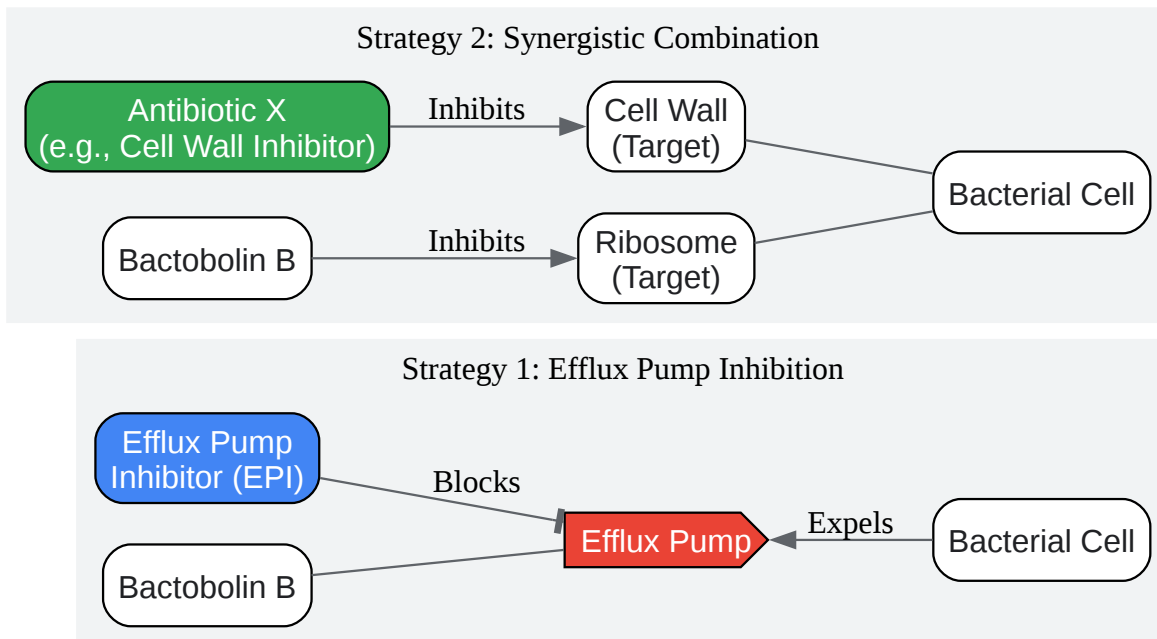 Strategy 2: Synergistic Combination
Antibiotic X
(e.g., Cell Wall Inhibitor)
Inhibits
Cell Wall
(Target)
Bacterial Cell
Bactobolin B
Inhibits
Ribosome
(Target)
Strategy 1: Efflux Pump Inhibition
Efflux Pump
Inhibitor (EPI)
Blocks
Efflux Pump
Expels
Bacterial Cell
Bactobolin B